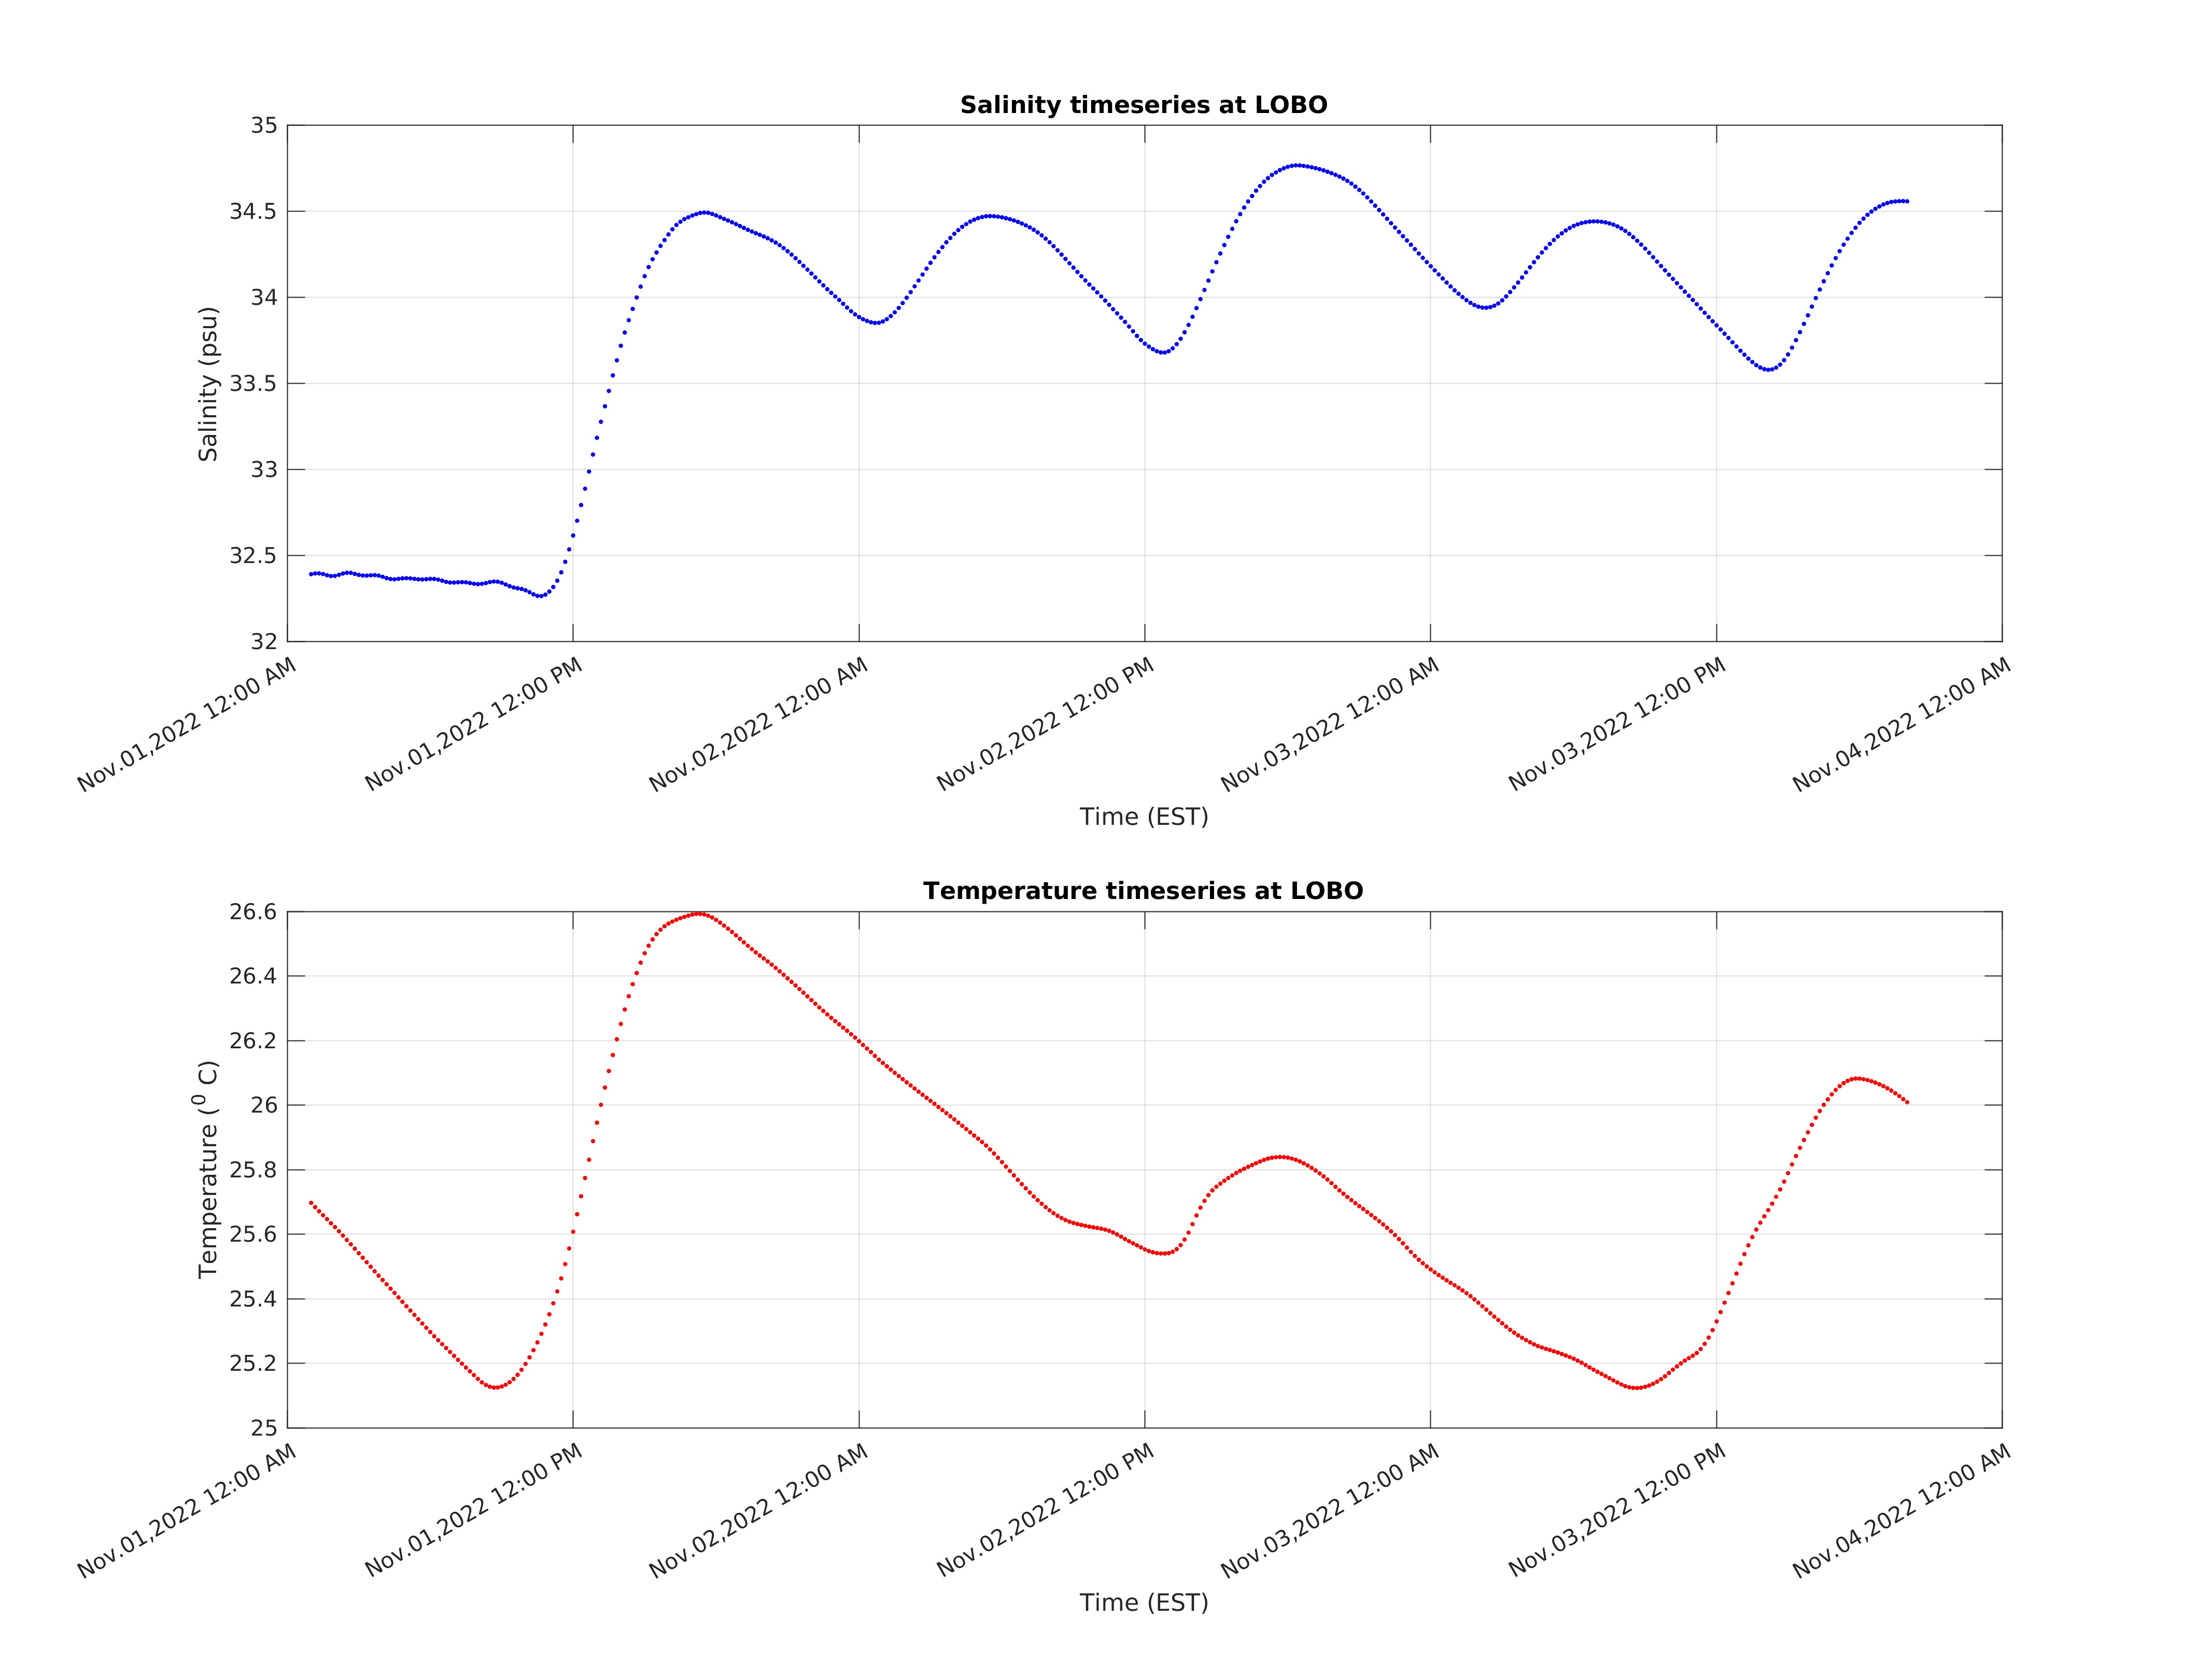 Salinity timeseries at LOBO
35
34.5
34
33.5
33
32.5
32
Salinity (psu)
Nov.01,2022 12:00 AM
Nov.01,2022 12:00 PM
Nov.02,2022 12:00 AM
Nov.02,2022 12:00 PM
Nov.03,2022 12:00 AM
Nov.03,2022 12:00 PM
Nov.04,2022 12:00 AM
Time (EST)
Temperature timeseries at LOBO
26.6
26.4
26.2
26
25.8
25.6
25.4
25.2
25
Temperature (⁰ C)
Nov.01,2022 12:00 AM
Nov.01,2022 12:00 PM
Nov.02,2022 12:00 AM
Nov.02,2022 12:00 PM
Nov.03,2022 12:00 AM
Nov.03,2022 12:00 PM
Nov.04,2022 12:00 AM
Time (EST)